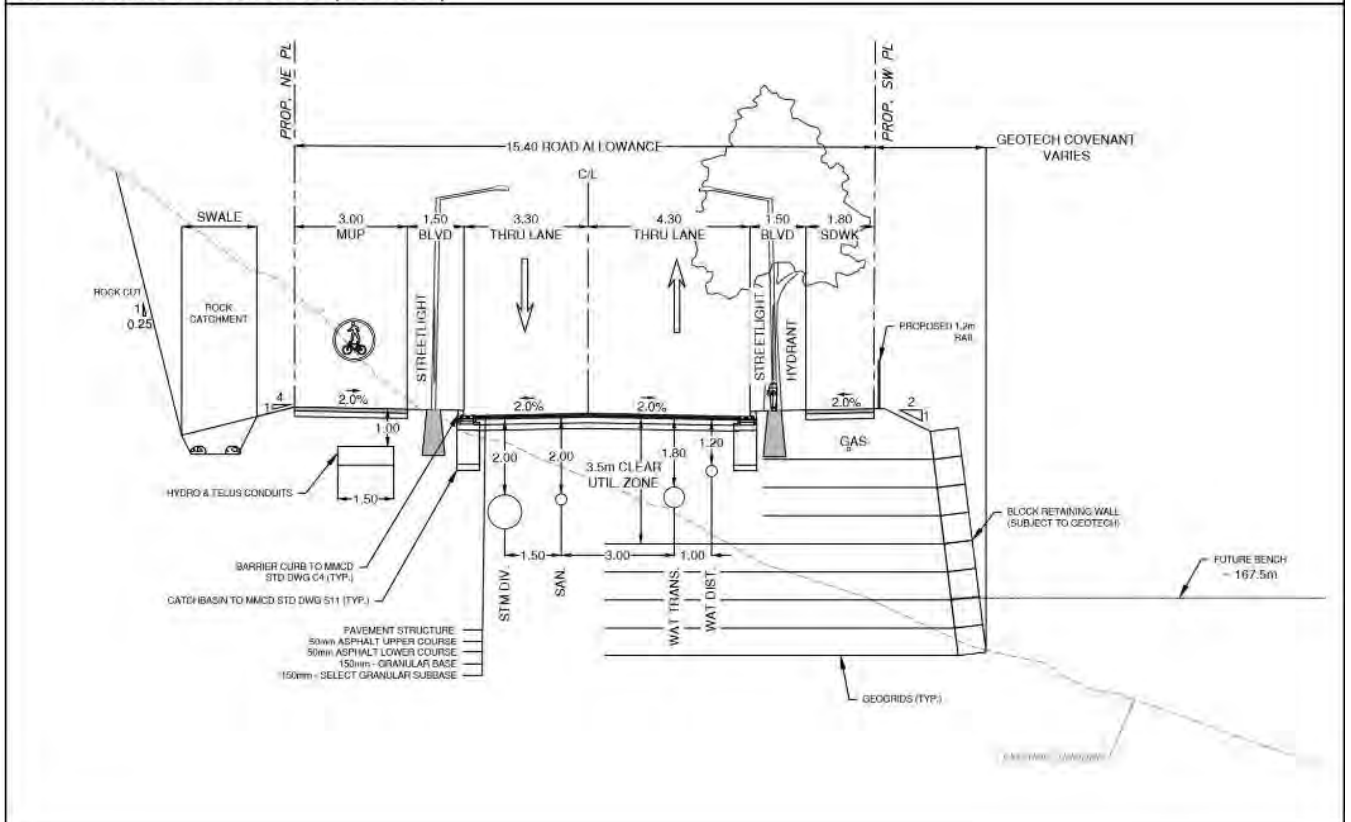 PROP. NE PL
PROP. SW PL
15.40 ROAD ALLOWANCE
GEOTECH COVENANT
VARIES
C/L
SWALE
3.00
MUP
1.50
BLVD
3.30
THRU LANE
4.30
THRU LANE
1.50
BLVD
1.80
SDWK
ROCK CUT
1
0.25
ROCK
CATCHMENT
STREETLIGHT
STREETLIGHT
HYDRANT
PROPOSED 1.2m
RAIL
4
1
2.0%
2.0%
2.0%
2.0%
2
1
1.00
2.00
2.00
3.5m CLEAR
UTIL. ZONE
1.80
1.20
GAS
HYDRO & TELUS CONDUITS
1.50
1.50
3.00
1.00
BLOCK RETAINING WALL
(SUBJECT TO GEOTECH)
FUTURE BENCH
~ 167.5m
BARRIER CURB TO MMCD
STD DWG C4 (TYP.)
CATCHBASIN TO MMCD STD DWG S11 (TYP.)
STM DIV.
SAN.
WAT TRANS.
WAT DIST.
PAVEMENT STRUCTURE
50mm ASPHALT UPPER COURSE
50mm ASPHALT LOWER COURSE
150mm - GRANULAR BASE
150mm - SELECT GRANULAR SUBBASE
GEOGRIDS (TYP.)